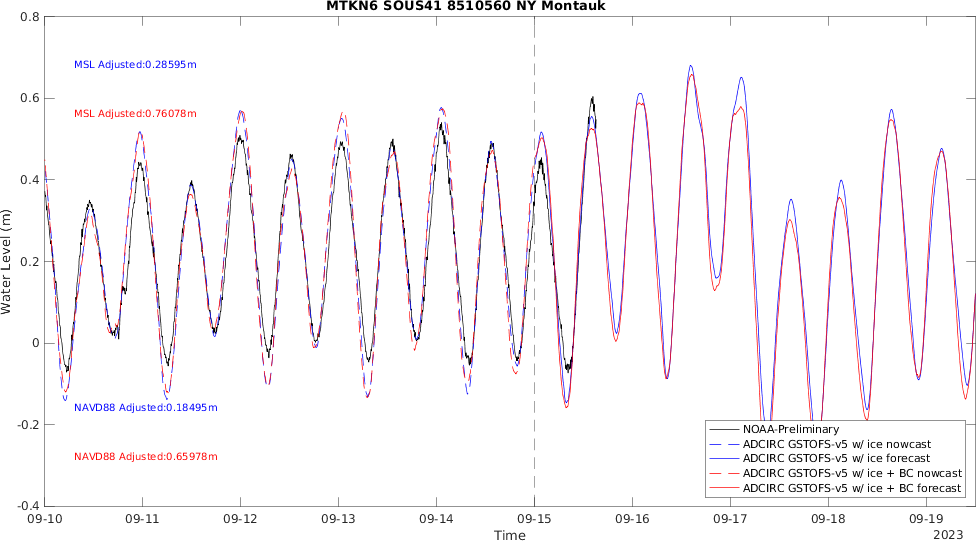 MTKN6 SOUS41 8510560 NY Montauk
0.8
0.6
0.4
0.2
0
-0.2
-0.4
Water Level (m)
MSL Adjusted:0.28595m
MSL Adjusted:0.76078m
NAVD88 Adjusted:0.18495m
NAVD88 Adjusted:0.65978m
NOAA-Preliminary
ADCIRC GSTOFS-v5 w/ ice nowcast
ADCIRC GSTOFS-v5 w/ ice forecast
ADCIRC GSTOFS-v5 w/ ice + BC nowcast
ADCIRC GSTOFS-v5 w/ ice + BC forecast
09-10 09-11 09-12 09-13 09-14 09-15 09-16 09-17 09-18 09-19
Time
2023